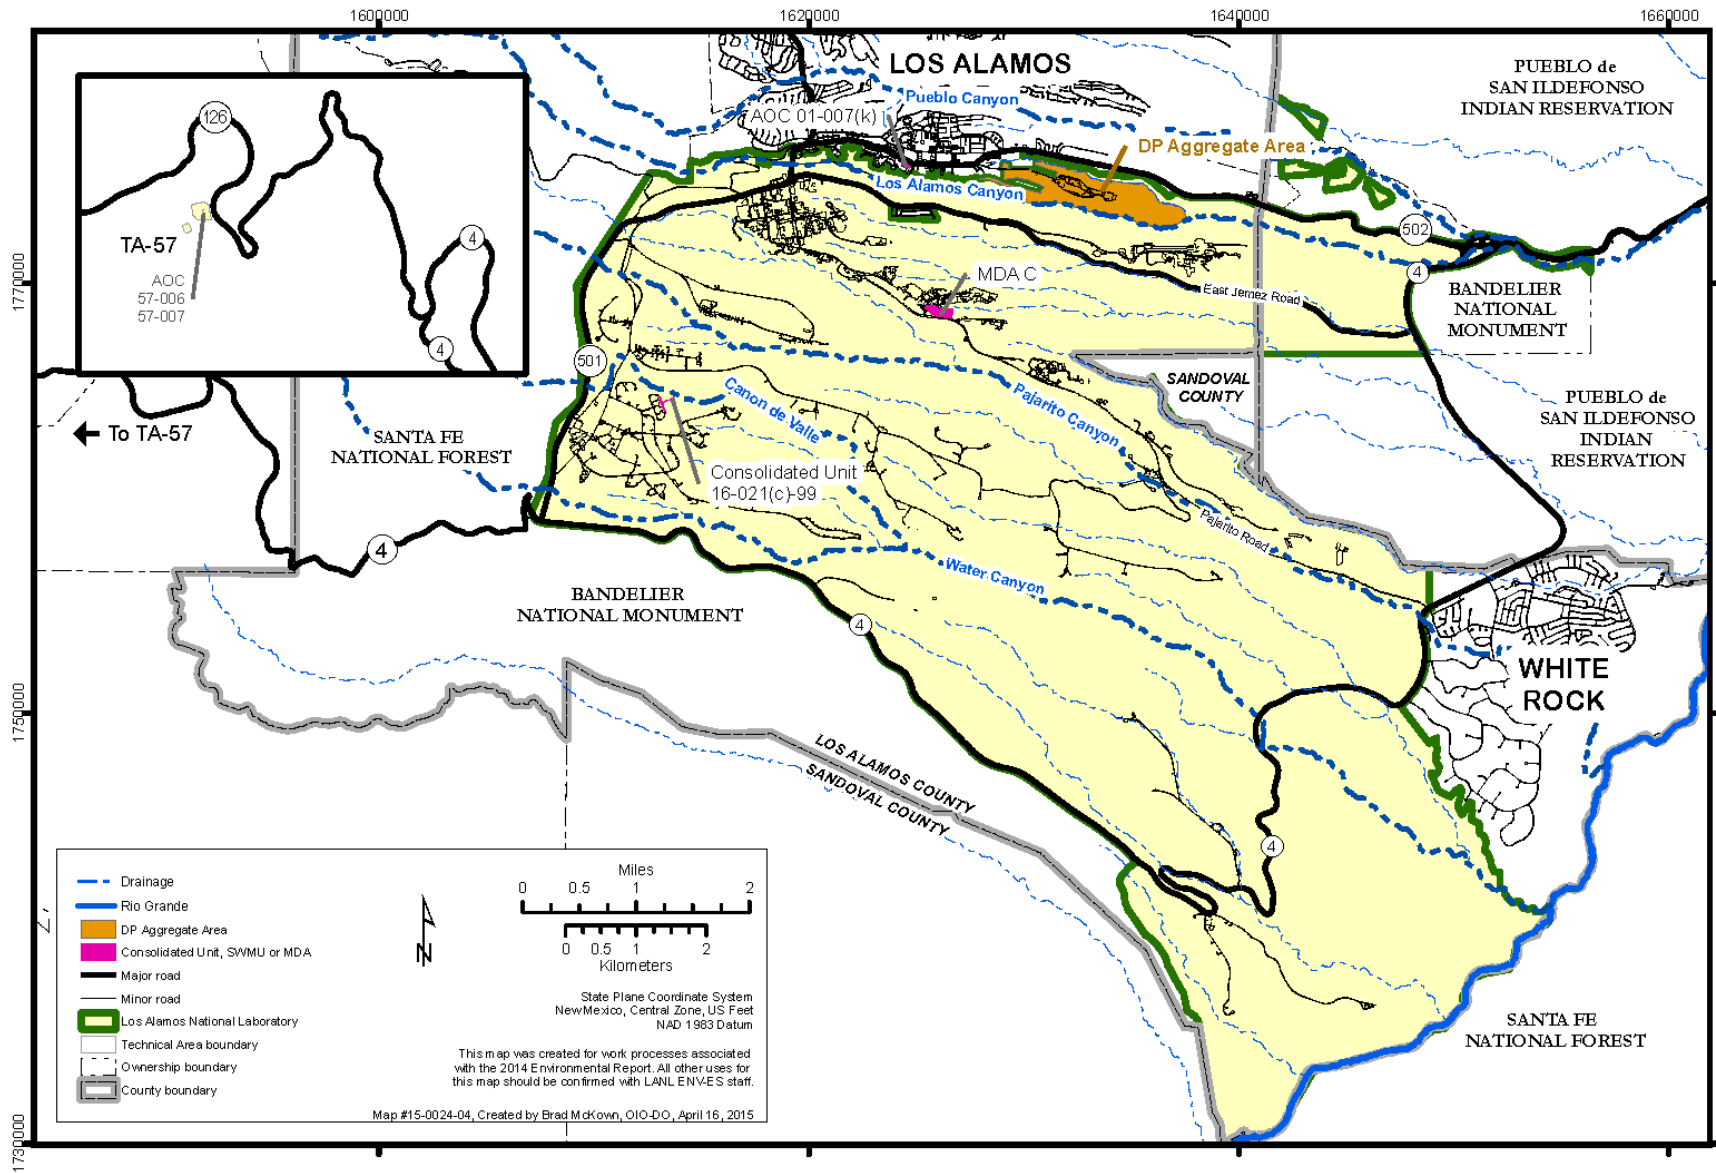 1600000
1620000
1640000
1660000
1770000
1750000
1730000
126
TA-57
AOC
57-006
57-007
4
4
LOS ALAMOS
Pueblo Canyon
AOC 01-007(k)
DP Aggregate Area
Los Alamos Canyon
PUEBLO de
SAN ILDEFONSO
INDIAN RESERVATION
502
4
MDA C
East Jemez Road
BANDELIER
NATIONAL
MONUMENT
501
SANDOVAL
COUNTY
Canon de Valle
Pajarito Canyon
PUEBLO de
SAN ILDEFONSO
INDIAN
RESERVATION
To TA-57
SANTA FE
NATIONAL FOREST
Consolidated Unit
16-021(c)-99
4
Pajarito Road
Water Canyon
BANDELIER
NATIONAL MONUMENT
4
WHITE
ROCK
LOS ALAMOS COUNTY
SANDOVAL COUNTY
4
SANTA FE
NATIONAL FOREST
Drainage
Rio Grande
DP Aggregate Area
Consolidated Unit, SWMU or MDA
Major road
Minor road
Los Alamos National Laboratory
Technical Area boundary
Ownership boundary
County boundary
N
Miles
0 0.5 1 2
0 0.5 1 2
Kilometers
State Plane Coordinate System
New Mexico, Central Zone, US Feet
NAD 1983 Datum
This map was created for work processes associated
with the 2014 Environmental Report. All other uses for
this map should be confirmed with LANL ENV-ES staff.
Map #15-0024-04, Created by Brad McKown, OIO-DO, April 16, 2015